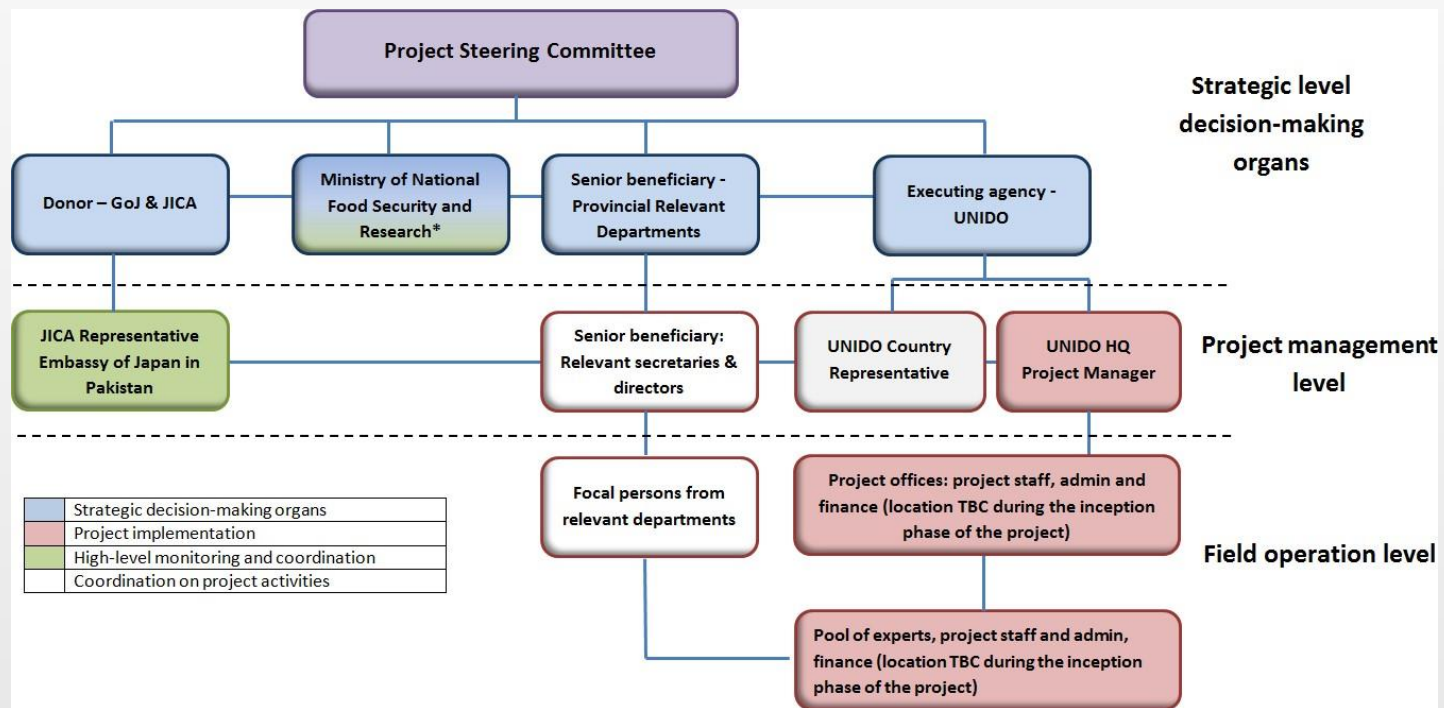 Project Steering Committee
Strategic level
decision-making
organs
Donor – GoJ & JICA
Ministry of National
Food Security and
Research*
Senior beneficiary -
Provincial Relevant
Departments
Executing agency -
UNIDO
JICA Representative
Embassy of Japan in
Pakistan
Senior beneficiary:
Relevant secretaries &
directors
UNIDO Country
Representative
UNIDO HQ
Project Manager
Project management
level
Focal persons from
relevant departments
Project offices: project staff, admin and
finance (location TBC during the inception
phase of the project)
Field operation level
Strategic decision-making organs
Project implementation
High-level monitoring and coordination
Coordination on project activities
Pool of experts, project staff and admin,
finance (location TBC during the inception
phase of the project)